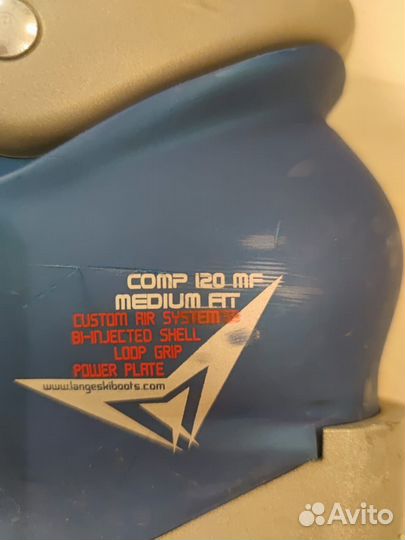 COMP 120 MF
MEDIUM FIT
CUSTOM AIR SYSTEM
BI-INJECTED SHELL
LOOP GRIP
POWER PLATE
www.langeskiboots.com
Avito